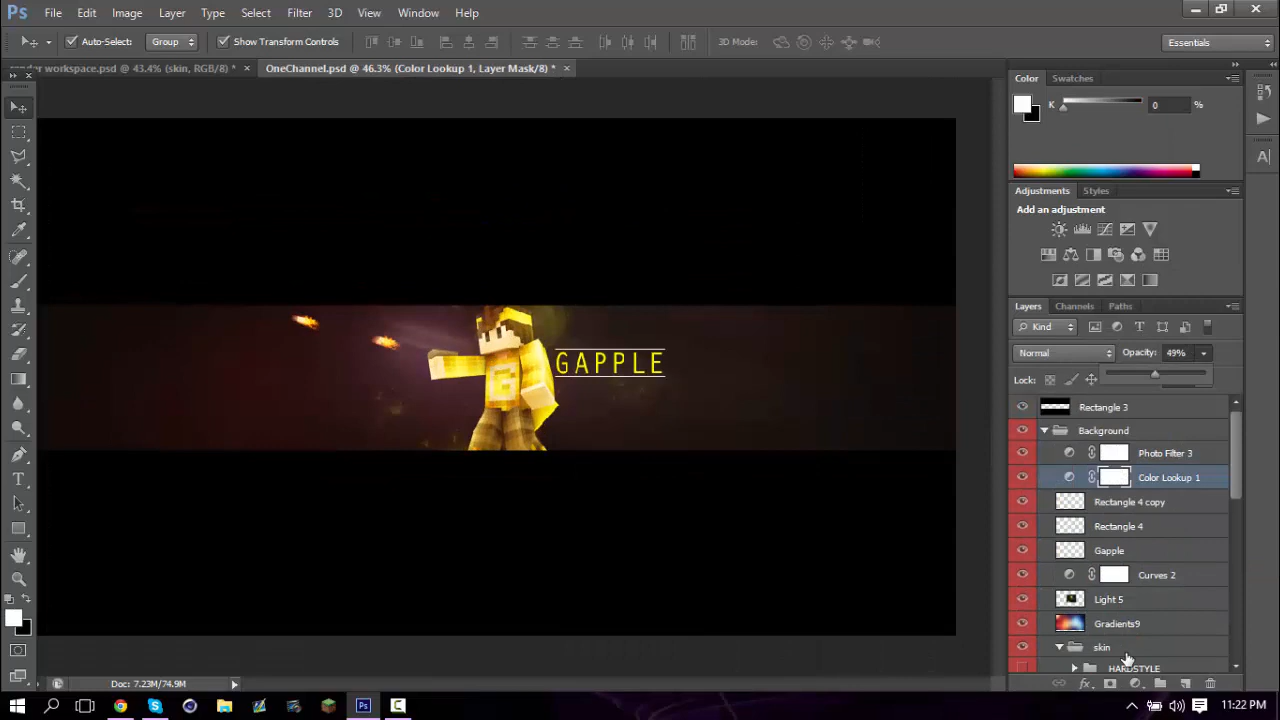 Ps File Edit Image Layer Type Select Filter 3D View Window Help
Auto-Select: Group Show Transform Controls 3D Mode: Essentials
workspace.psd @ 43.4% (skin, RGB/8) * × OneChannel.psd @ 46.3% (Color Lookup 1, Layer Mask/8) * ×
Color Swatches
K 0 %
Adjustments Styles
Add an adjustment
Layers Channels Paths
Kind
Normal Opacity: 49%
Lock:
Rectangle 3
Background
Photo Filter 3
Color Lookup 1
Rectangle 4 copy
Rectangle 4
Gapple
Curves 2
Light 5
Gradients9
skin
HARDSTYLE
GAPPLE
Doc: 7.23M/74.9M
11:22 PM